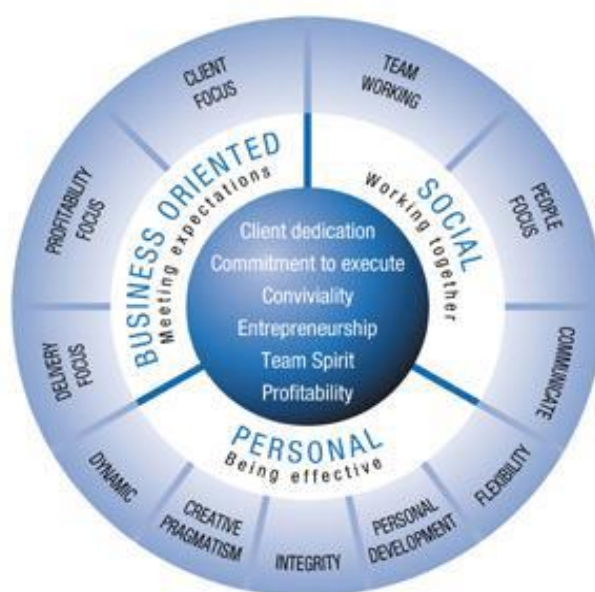 CLIENT
FOCUS
TEAM
WORKING
PEOPLE
FOCUS
COMMUNICATE
FLEXIBILITY
PERSONAL
DEVELOPMENT
INTEGRITY
CREATIVE
PRAGMATISM
DYNAMIC
DELIVERY
FOCUS
PROFITABILITY
FOCUS
BUSINESS ORIENTED
Meeting expectations
SOCIAL
Working together
PERSONAL
Being effective
Client dedication
Commitment to execute
Conviviality
Entrepreneurship
Team Spirit
Profitability